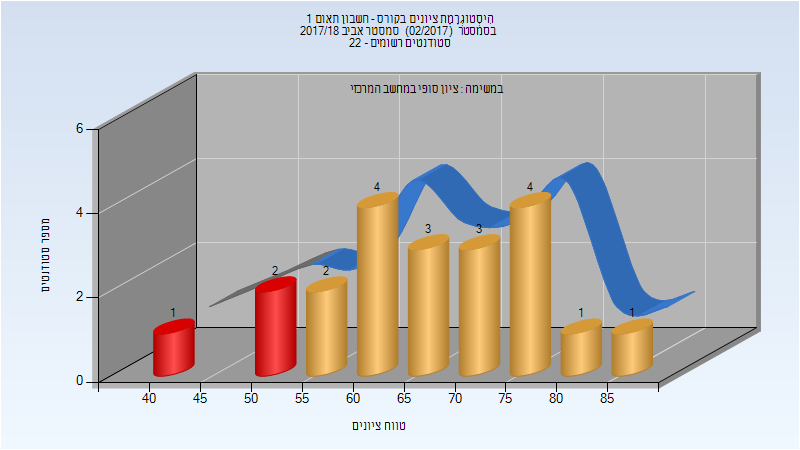 היסטוגרמת ציונים בקורס - חשבון תאום 1
בסמסטר (02/2017) סמסטר אביב 2017/18
סטודנטים רשומים - 22
במשימה : ציון סופי במחשב המרכזי
מספר סטודנטים
6
4
2
0
1
2
2
4
3
3
4
1
1
40 45 50 55 60 65 70 75 80 85
טווח ציונים